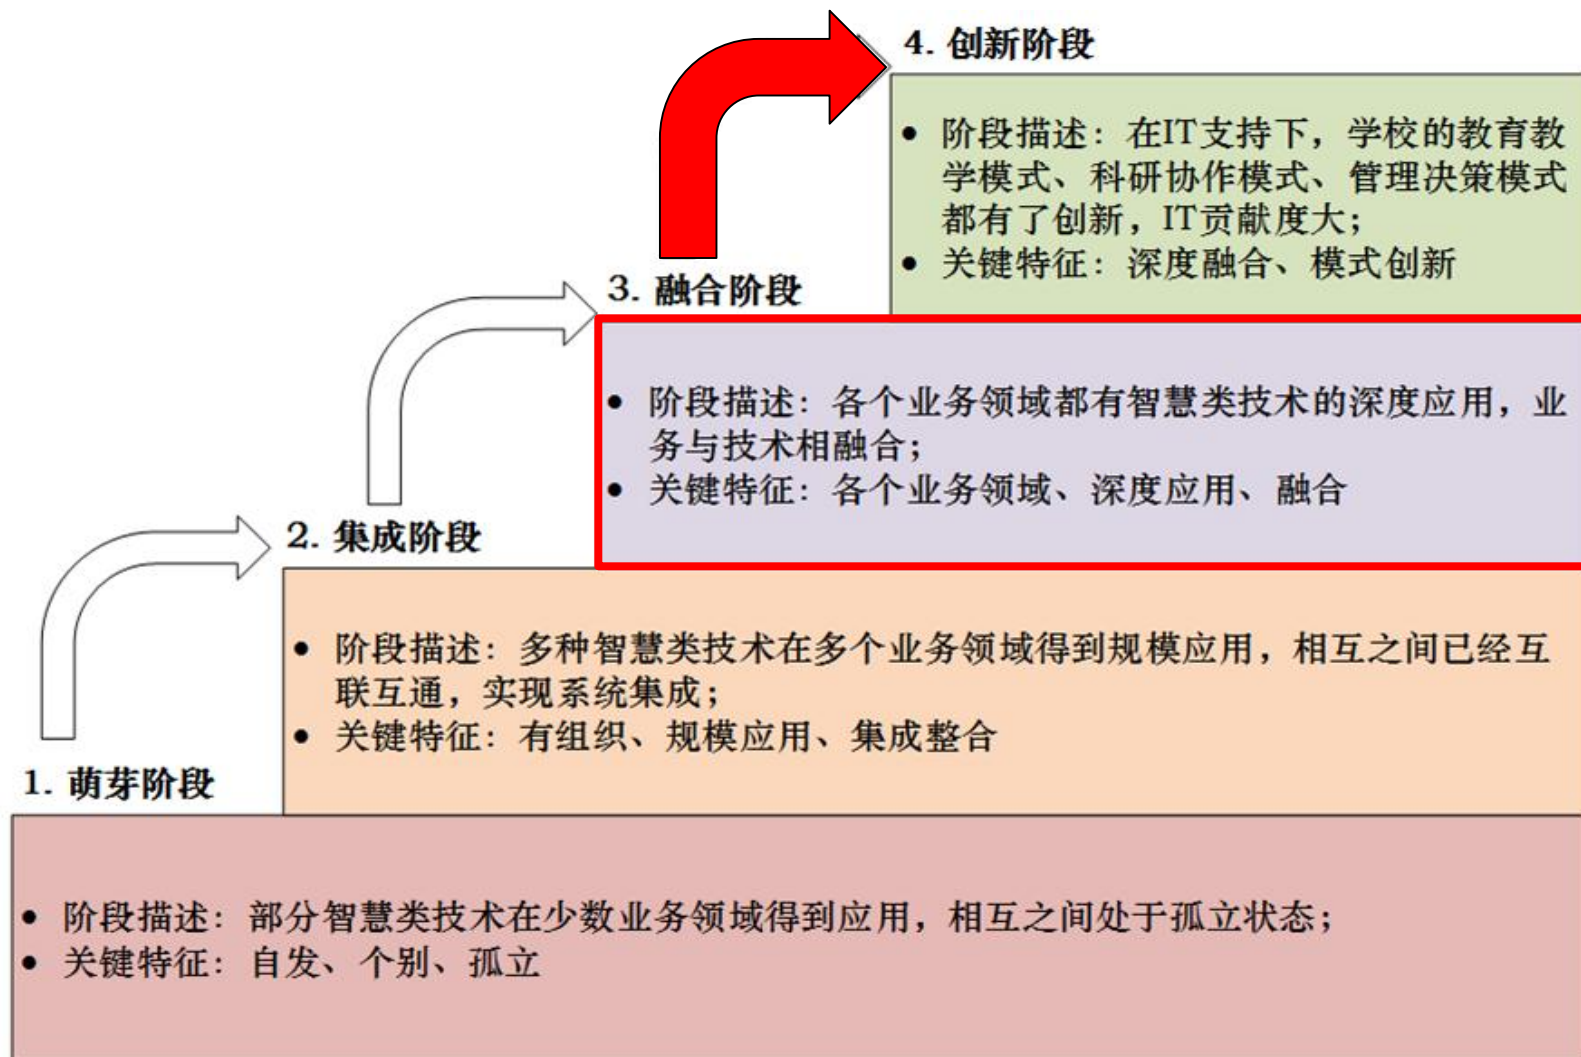 4. 创新阶段
• 阶段描述：在IT支持下，学校的教育教
学模式、科研协作模式、管理决策模式
都有了创新，IT贡献度大；
• 关键特征：深度融合、模式创新
3. 融合阶段
• 阶段描述：各个业务领域都有智慧类技术的深度应用，业
务与技术相融合；
• 关键特征：各个业务领域、深度应用、融合
2. 集成阶段
• 阶段描述：多种智慧类技术在多个业务领域得到规模应用，相互之间已经互
联互通，实现系统集成；
• 关键特征：有组织、规模应用、集成整合
1. 萌芽阶段
• 阶段描述：部分智慧类技术在少数业务领域得到应用，相互之间处于孤立状态；
• 关键特征：自发、个别、孤立